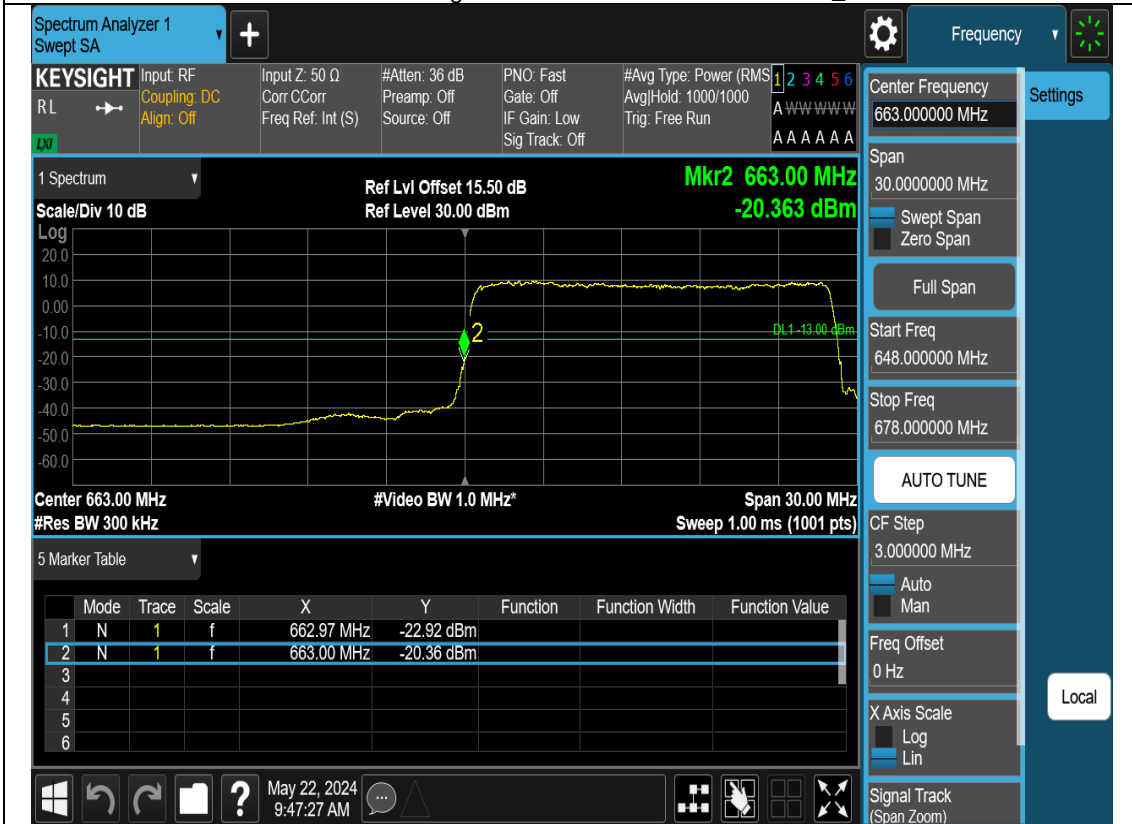 Spectrum Analyzer 1
Swept SA
+
Frequency
KEYSIGHT
R L
LXI
Input: RF
Coupling: DC
Align: Off
Input Z: 50 Ω
Corr CCorr
Freq Ref: Int (S)
#Atten: 36 dB
Preamp: Off
Source: Off
PNO: Fast
Gate: Off
IF Gain: Low
Sig Track: Off
#Avg Type: Power (RMS
Avg|Hold: 1000/1000
Trig: Free Run
1 2 3 4 5 6
A W W W W W
A A A A A A
1 Spectrum
Scale/Div 10 dB
Ref Lvl Offset 15.50 dB
Ref Level 30.00 dBm
Mkr2 663.00 MHz
-20.363 dBm
Log
20.0
10.0
0.00
-10.0
-20.0
-30.0
-40.0
-50.0
-60.0
2
DL1 -13.00 dBm
Center 663.00 MHz
#Video BW 1.0 MHz*
Span 30.00 MHz
#Res BW 300 kHz
Sweep 1.00 ms (1001 pts)
5 Marker Table
Mode Trace Scale X Y Function Function Width Function Value
1 N 1 f 662.97 MHz -22.92 dBm
2 N 1 f 663.00 MHz -20.36 dBm
3
4
5
6
?
May 22, 2024
9:47:27 AM
Center Frequency
663.000000 MHz
Settings
Span
30.0000000 MHz
Swept Span
Zero Span
Full Span
Start Freq
648.000000 MHz
Stop Freq
678.000000 MHz
AUTO TUNE
CF Step
3.000000 MHz
Auto
Man
Freq Offset
0 Hz
Local
X Axis Scale
Log
Lin
Signal Track
(Span Zoom)